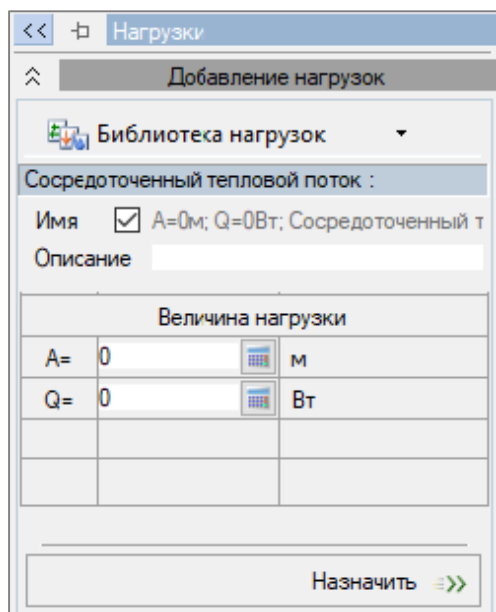 << Нагрузки
Добавление нагрузок
Библиотека нагрузок
Сосредоточенный тепловой поток :
Имя A=0м; Q=0Вт; Сосредоточенный т
Описание
Величина нагрузки
A= 0 м
Q= 0 Вт
Назначить